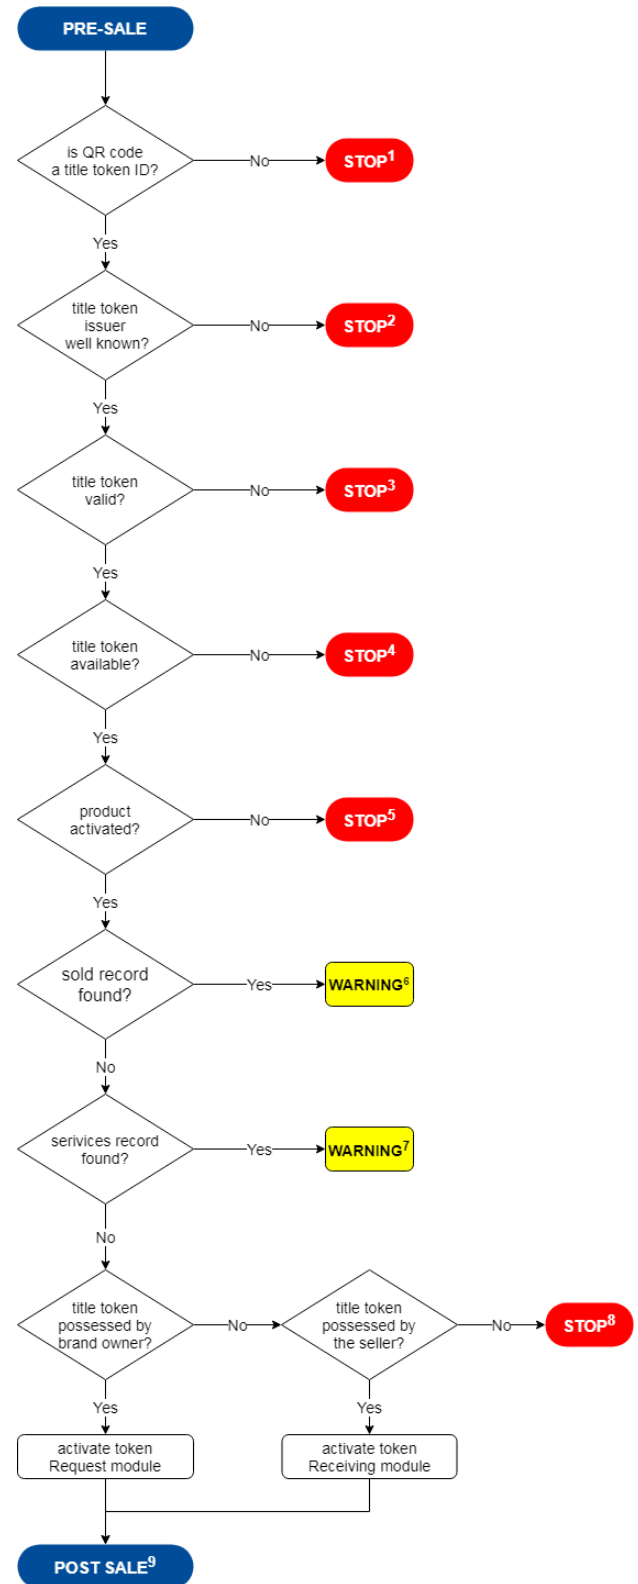 PRE-SALE
is QR code
a title token ID?
No
STOP¹
Yes
title token
issuer
well known?
No
STOP²
Yes
title token
valid?
No
STOP³
Yes
title token
available?
No
STOP⁴
Yes
product
activated?
No
STOP⁵
Yes
sold record
found?
Yes
WARNING⁶
No
serivices record
found?
Yes
WARNING⁷
No
title token
possessed by
brand owner?
No
title token
possessed by
the seller?
No
STOP⁸
Yes
Yes
activate token
Request module
activate token
Receiving module
POST SALE⁹